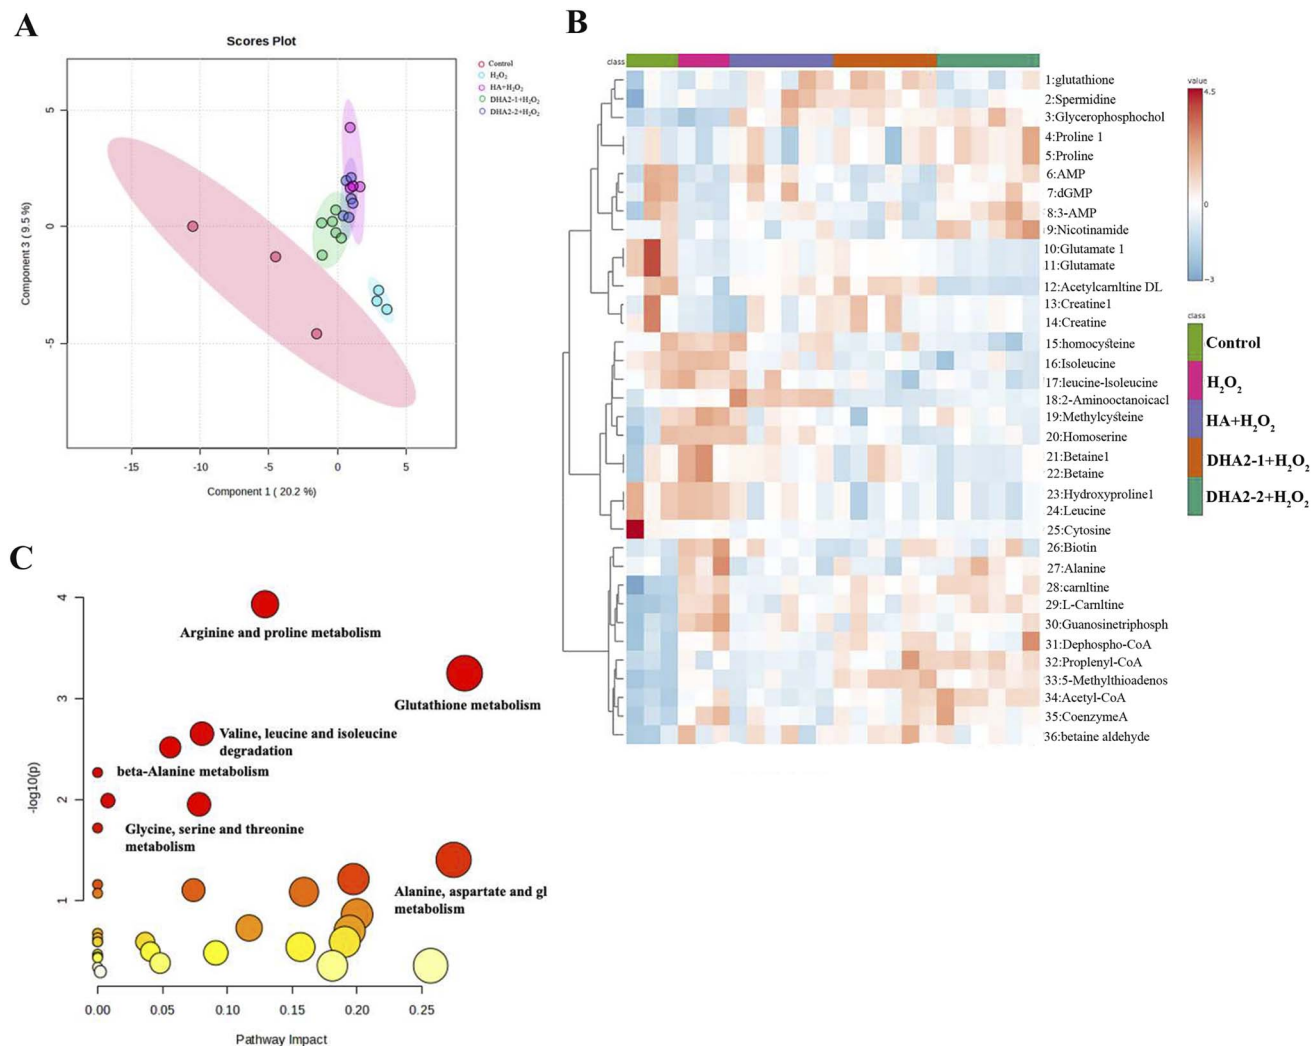 A
Scores Plot
Control
H₂O₂
HA+H₂O₂
DHA2-1+H₂O₂
DHA2-2+H₂O₂
5
0
-5
Component 3 ( 9.5 %)
-15 -10 -5 0 5
Component 1 ( 20.2 %)
B
class
1:glutathione
2:Spermidine
3:Glycerophosphochol
4:Proline 1
5:Proline
6:AMP
7:dGMP
8:3-AMP
9:Nicotinamide
10:Glutamate 1
11:Glutamate
12:Acetylcarnltine DL
13:Creatine1
14:Creatine
15:homocysteine
16:Isoleucine
17:leucine-lsoleucine
18:2-Aminooctanoicacl
19:Methylcysteine
20:Homoserine
21:Betaine1
22:Betaine
23:Hydroxyproline1
24:Leucine
25:Cytosine
26:Biotin
27:Alanine
28:carnltine
29:L-Carnltine
30:Guanosinetriphosph
31:Dephospho-CoA
32:Proplenyl-CoA
33:5-Methylthioadenos
34:Acetyl-CoA
35:CoenzymeA
36:betaine aldehyde
value
4.5
0
-3
class
Control
H₂O₂
HA+H₂O₂
DHA2-1+H₂O₂
DHA2-2+H₂O₂
C
4
3
2
1
-log10(p)
Arginine and proline metabolism
Glutathione metabolism
Valine, leucine and isoleucine
degradation
beta-Alanine metabolism
Glycine, serine and threonine
metabolism
Alanine, aspartate and gl
metabolism
0.00 0.05 0.10 0.15 0.20 0.25
Pathway Impact